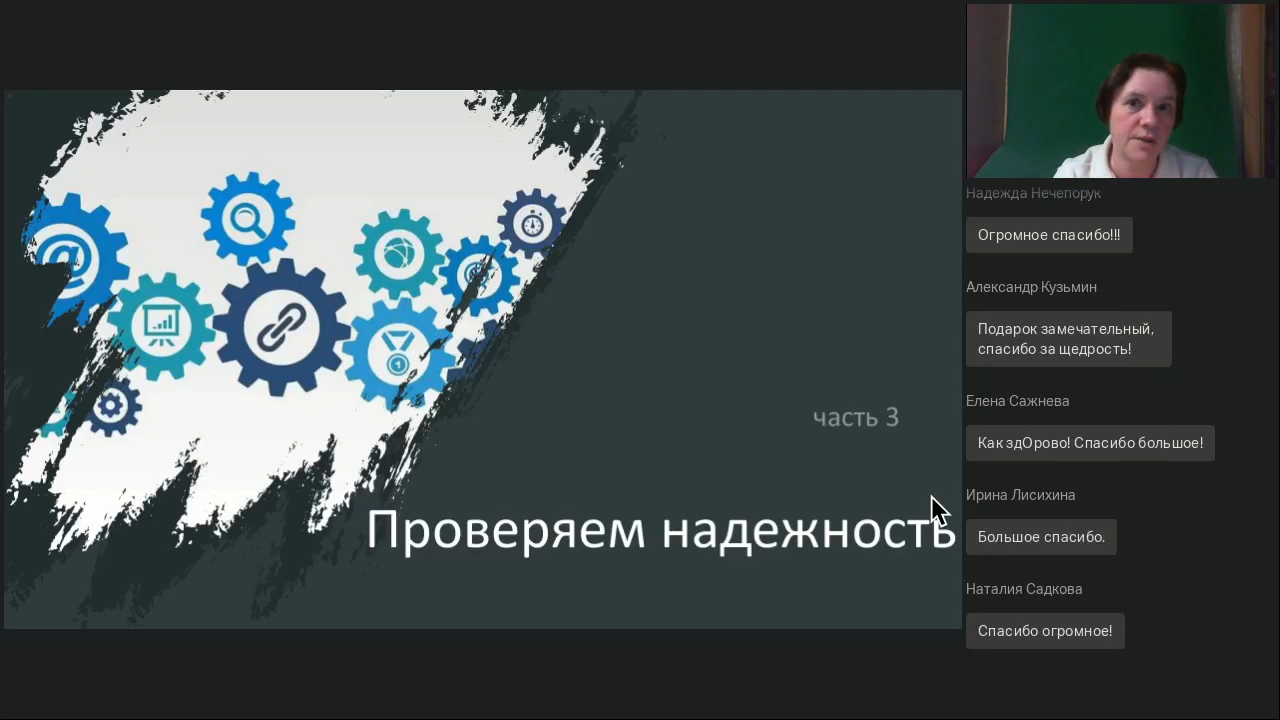 часть 3
Проверяем надежность
Надежда Нечепорук
Огромное спасибо!!!
Александр Кузьмин
Подарок замечательный,
спасибо за щедрость!
Елена Сажнева
Как здОрово! Спасибо большое!
Ирина Лисихина
Большое спасибо.
Наталия Садкова
Спасибо огромное!
@
1